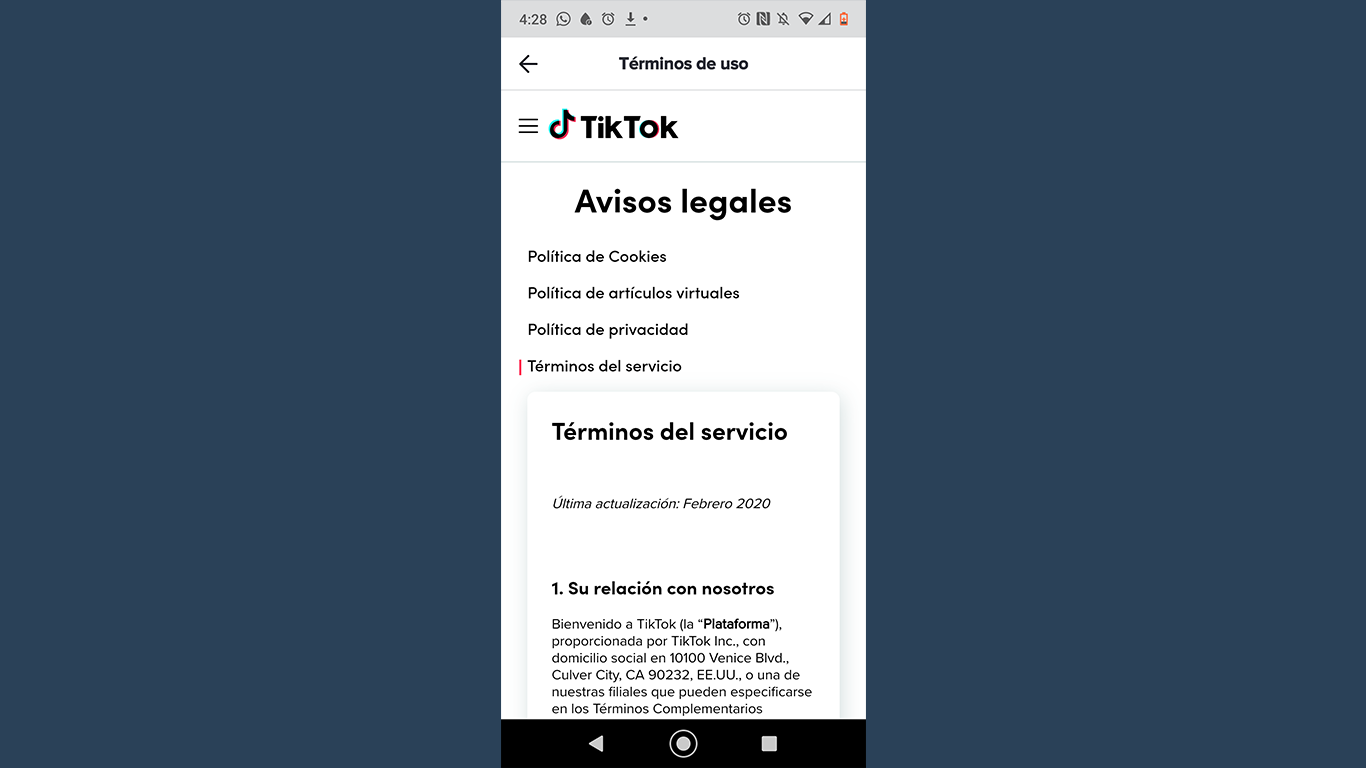 4:28
Términos de uso
TikTok
Avisos legales
Política de Cookies
Política de artículos virtuales
Política de privacidad
Términos del servicio
Términos del servicio
Última actualización: Febrero 2020
1. Su relación con nosotros
Bienvenido a TikTok (la “Plataforma”),
proporcionada por TikTok Inc., con
domicilio social en 10100 Venice Blvd.,
Culver City, CA 90232, EE.UU., o una de
nuestras filiales que pueden especificarse
en los Términos Complementarios